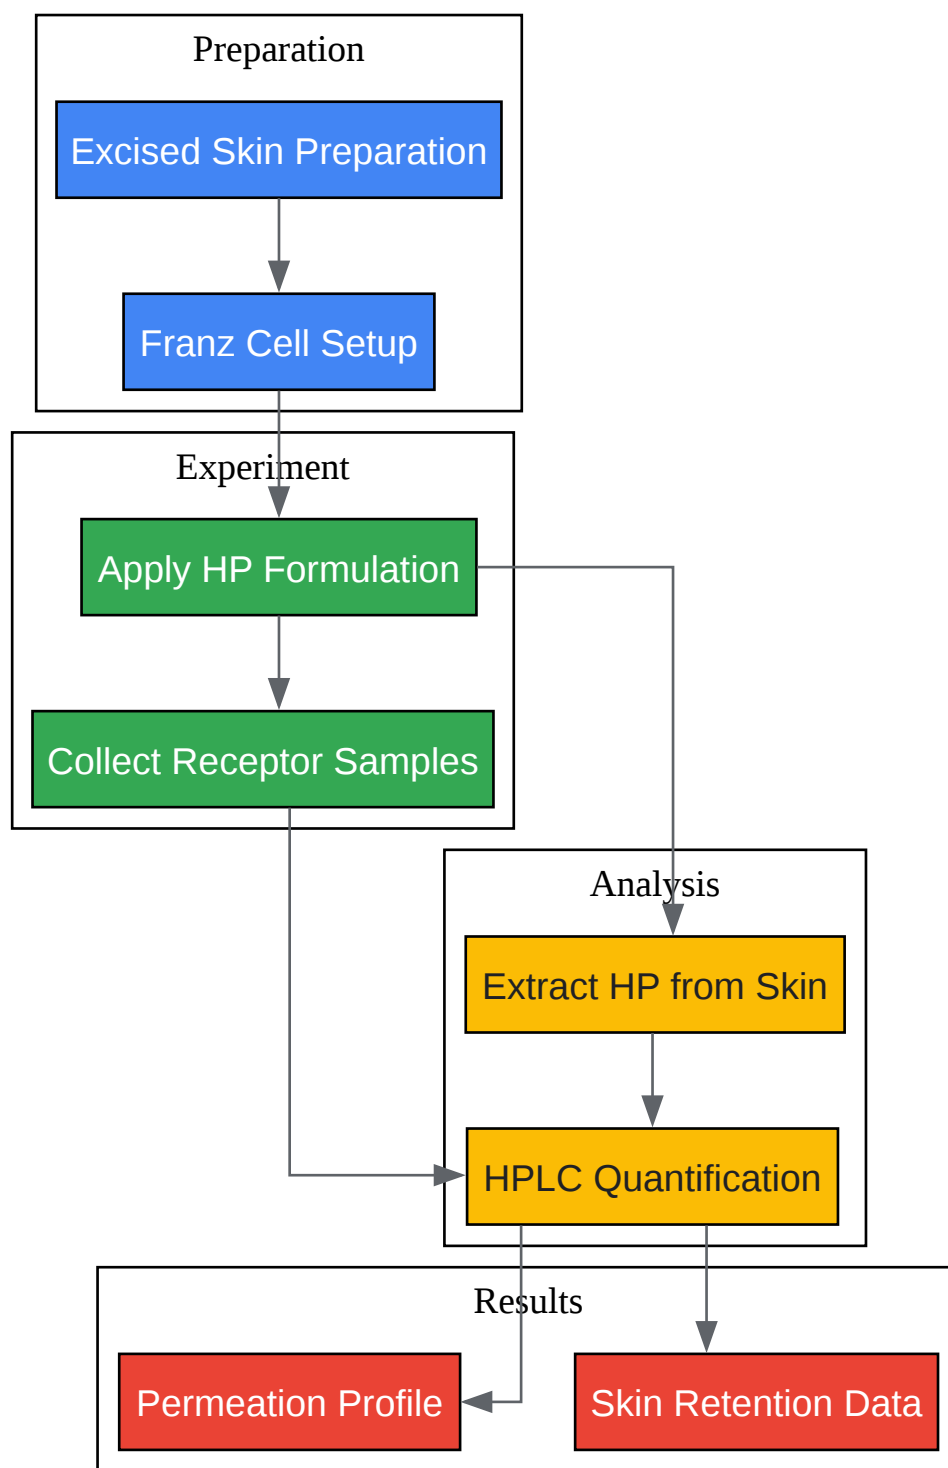 Preparation
Excised Skin Preparation
Franz Cell Setup
Experiment
Apply HP Formulation
Collect Receptor Samples
Analysis
Extract HP from Skin
HPLC Quantification
Results
Permeation Profile
Skin Retention Data